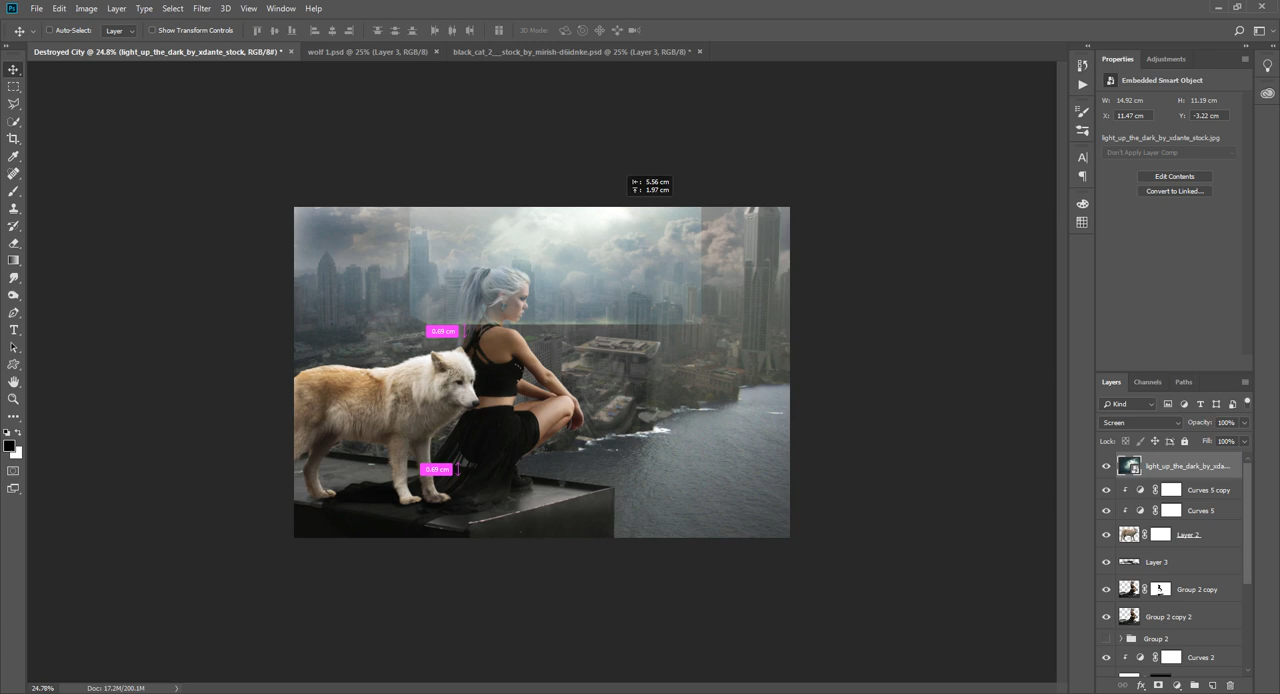 Ps File Edit Image Layer Type Select Filter 3D View Window Help
Auto-Select: Layer Show Transform Controls 3D Mode:
Destroyed City @ 24.8% (light_up_the_dark_by_xdante_stock, RGB/8#) * × wolf 1.psd @ 25% (Layer 3, RGB/8) × black_cat_2___stock_by_mirish-d6idnke.psd @ 25% (Layer 3, RGB/8) * ×
Properties Adjustments
Embedded Smart Object
W: 14.92 cm H: 11.19 cm
X: 11.47 cm Y: -3.22 cm
light_up_the_dark_by_xdante_stock.jpg
Don't Apply Layer Comp
Edit Contents
Convert to Linked...
: 5.56 cm
: 1.97 cm
0.69 cm
0.69 cm
Layers Channels Paths
Kind
Screen Opacity: 100%
Lock: Fill: 100%
light_up_the_dark_by_xda...
Curves 5 copy
Curves 5
Layer 2
Layer 3
Group 2 copy
Group 2 copy 2
Group 2
Curves 2
fx
24.78% Doc: 17.2M/200.1M